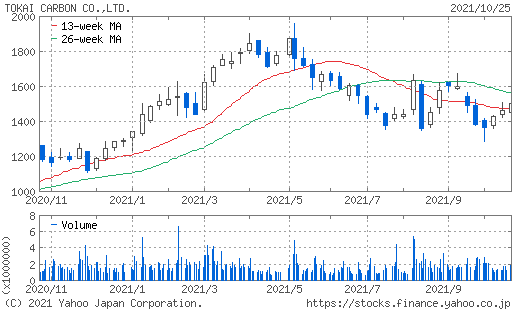 TOKAI CARBON CO.,LTD. 2021/10/25
2000
13-week MA
26-week MA
1800
1600
1400
1200
1000
2020/11 2021/1 2021/3 2021/5 2021/7 2021/9
8
Volume
6
4
2
0
(x1000000)
2020/11 2021/1 2021/3 2021/5 2021/7 2021/9
(C) 2021 Yahoo Japan Corporation. https://stocks.finance.yahoo.co.jp